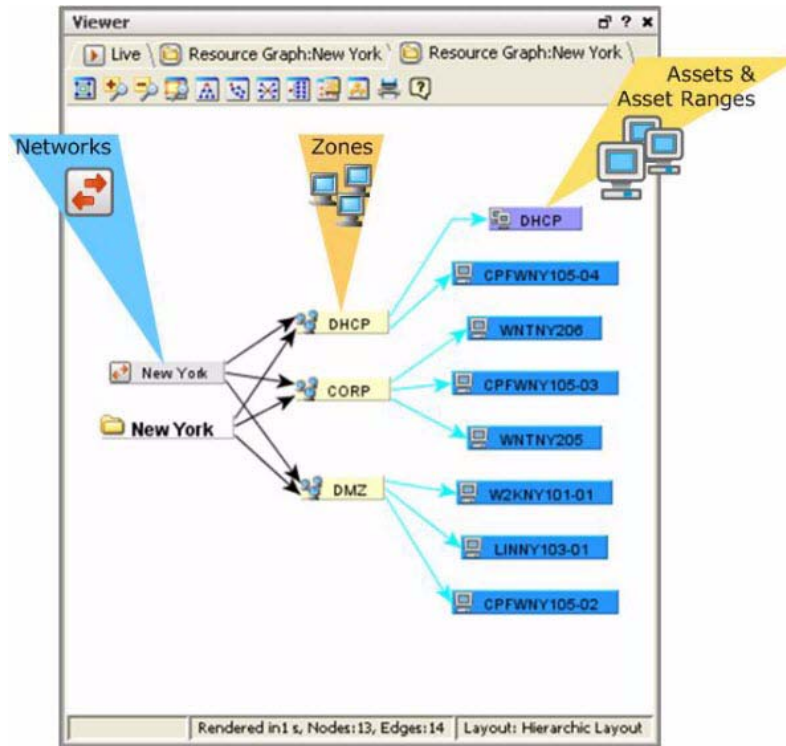 Viewer
Live
Resource Graph:New York
Resource Graph:New York
Networks
Zones
Assets &
Asset Ranges
DHCP
CPFWNY105-04
DHCP
WNTNY206
New York
CORP
CPFWNY105-03
New York
WNTNY205
DMZ
W2KNY101-01
LINNY103-01
CPFWNY105-02
Rendered in1 s, Nodes:13, Edges:14
Layout: Hierarchic Layout